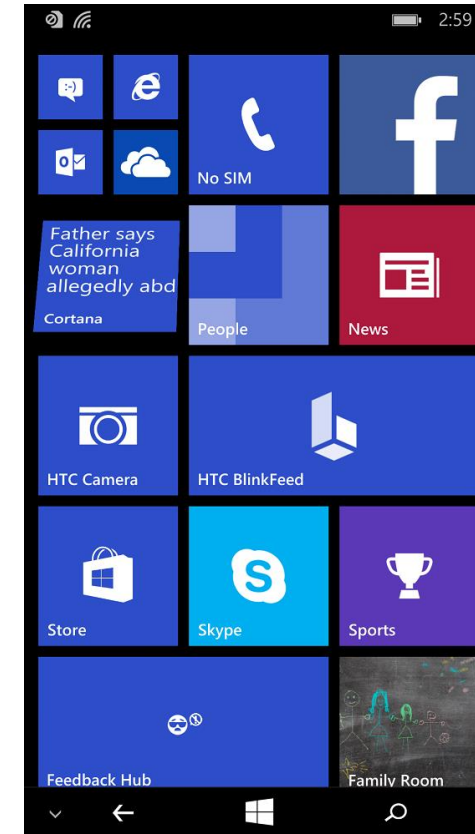 2:59
No SIM
Father says
California
woman
allegedly abd
Cortana
People
News
HTC Camera
HTC BlinkFeed
Store
Skype
Sports
Feedback Hub
Family Room